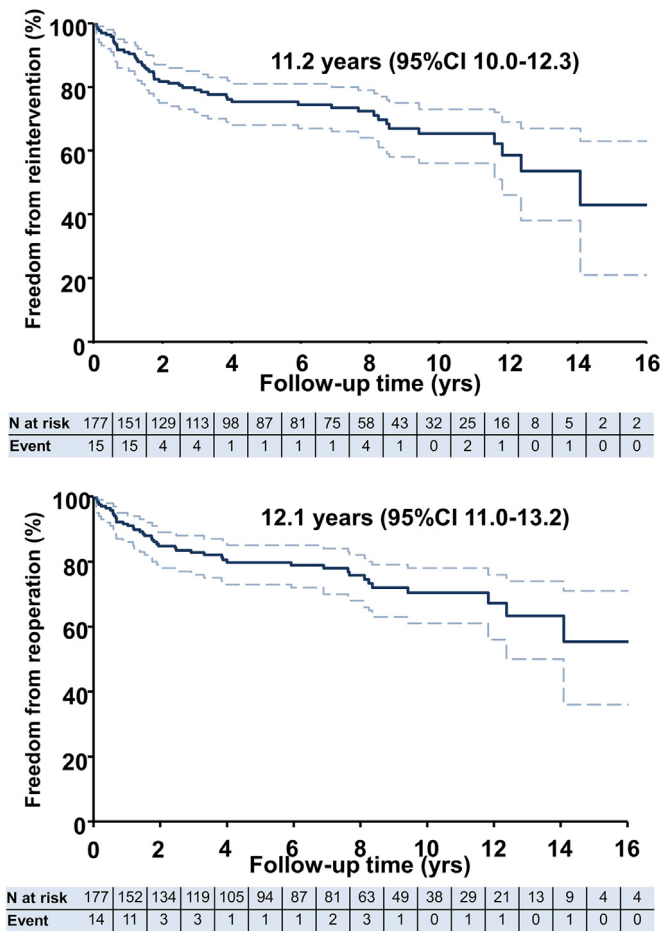 Freedom from reintervention (%)
100
80
60
40
20
0
11.2 years (95%CI 10.0-12.3)
0 2 4 6 8 10 12 14 16
Follow-up time (yrs)
N at risk 177 151 129 113 98 87 81 75 58 43 32 25 16 8 5 2 2
Event 15 15 4 4 1 1 1 1 4 1 0 2 1 0 1 0 0
Freedom from reoperation (%)
100
80
60
40
20
0
12.1 years (95%CI 11.0-13.2)
0 2 4 6 8 10 12 14 16
Follow-up time (yrs)
N at risk 177 152 134 119 105 94 87 81 63 49 38 29 21 13 9 4 4
Event 14 11 3 3 1 1 1 2 3 1 0 1 1 0 1 0 0